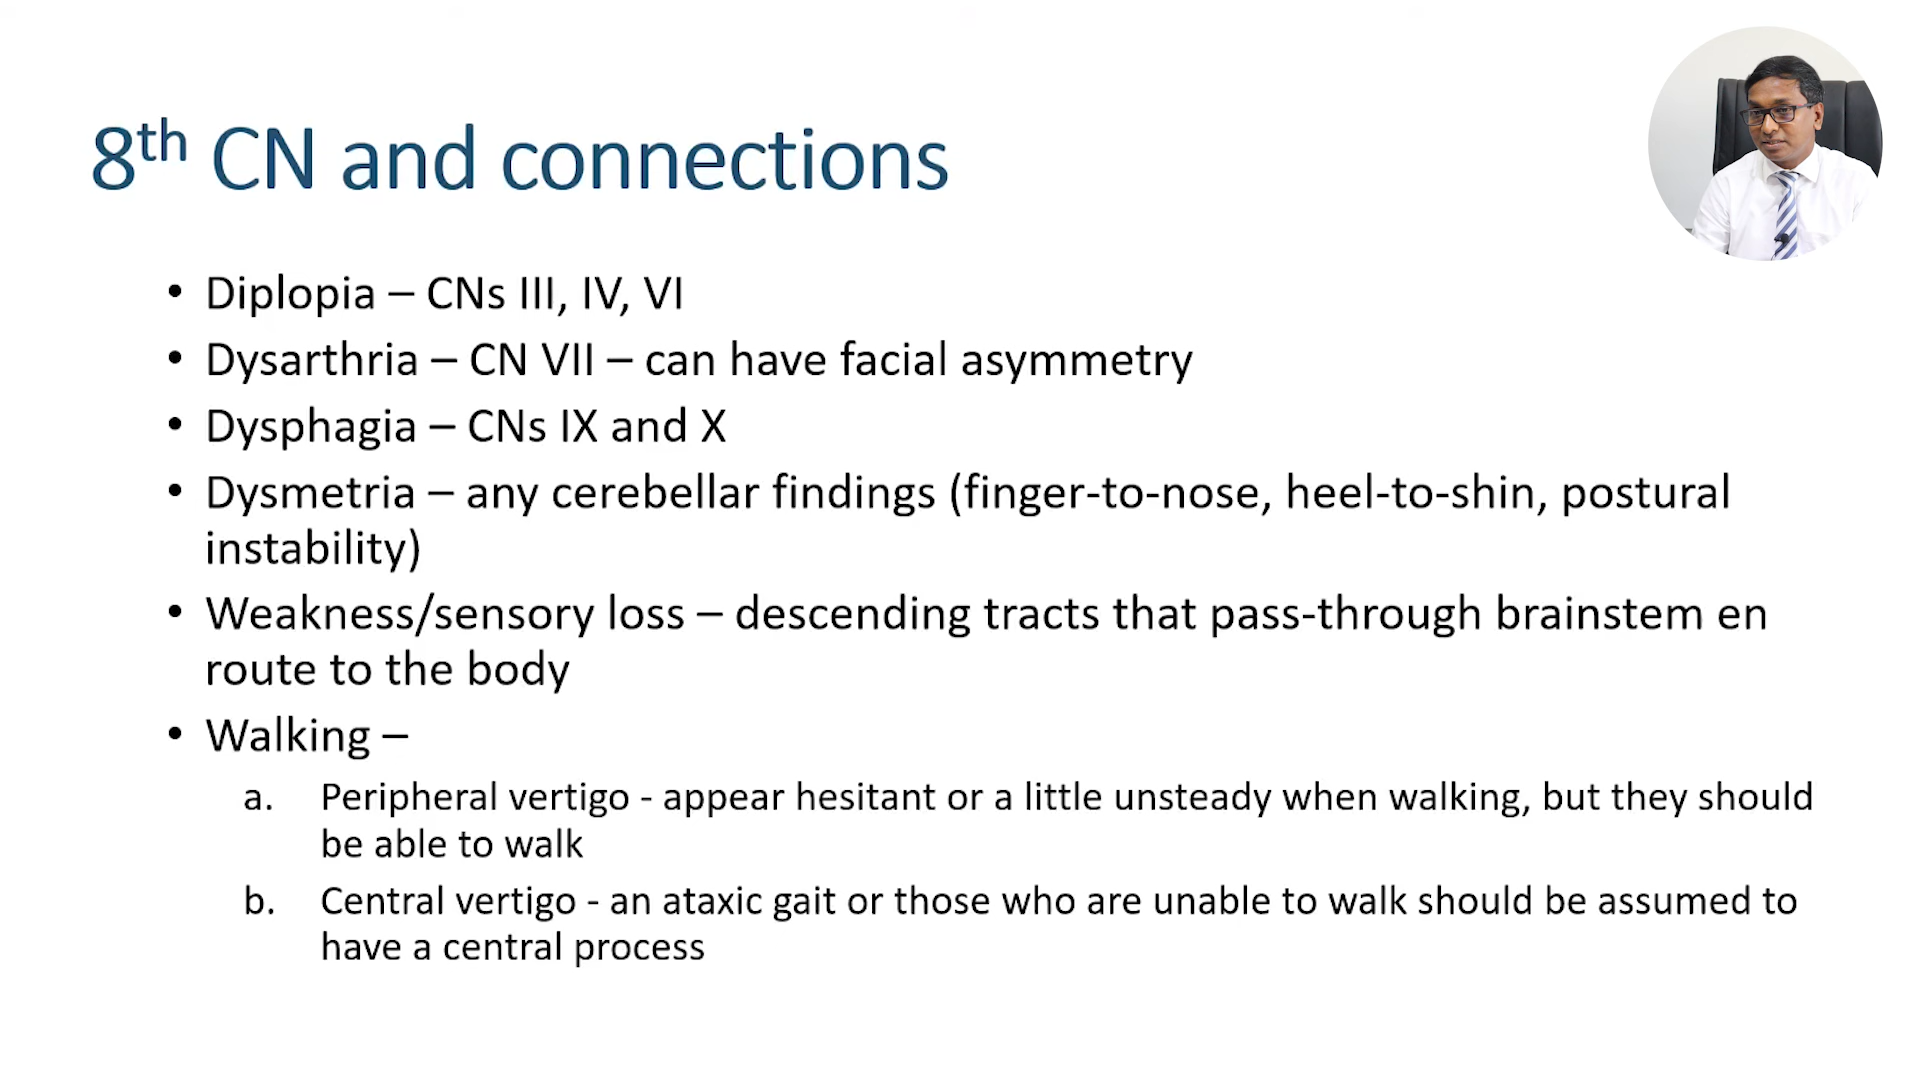 8th CN and connections
• Diplopia – CNs III, IV, VI
• Dysarthria – CN VII – can have facial asymmetry
• Dysphagia – CNs IX and X
• Dysmetria – any cerebellar findings (finger-to-nose, heel-to-shin, postural
instability)
• Weakness/sensory loss – descending tracts that pass-through brainstem en
route to the body
• Walking –
a. Peripheral vertigo - appear hesitant or a little unsteady when walking, but they should
be able to walk
b. Central vertigo - an ataxic gait or those who are unable to walk should be assumed to
have a central process